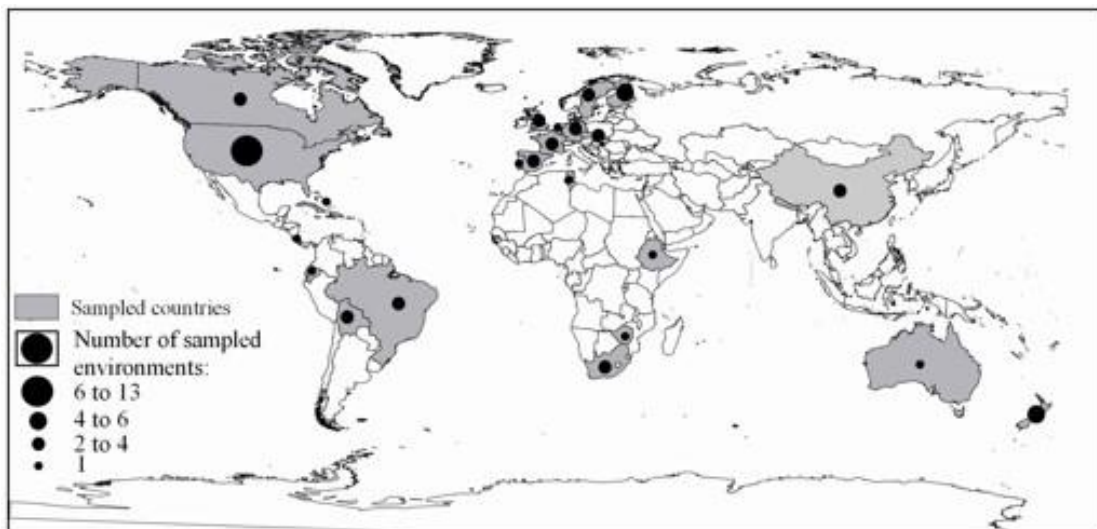 Sampled countries
Number of sampled
environments:
6 to 13
4 to 6
2 to 4
1